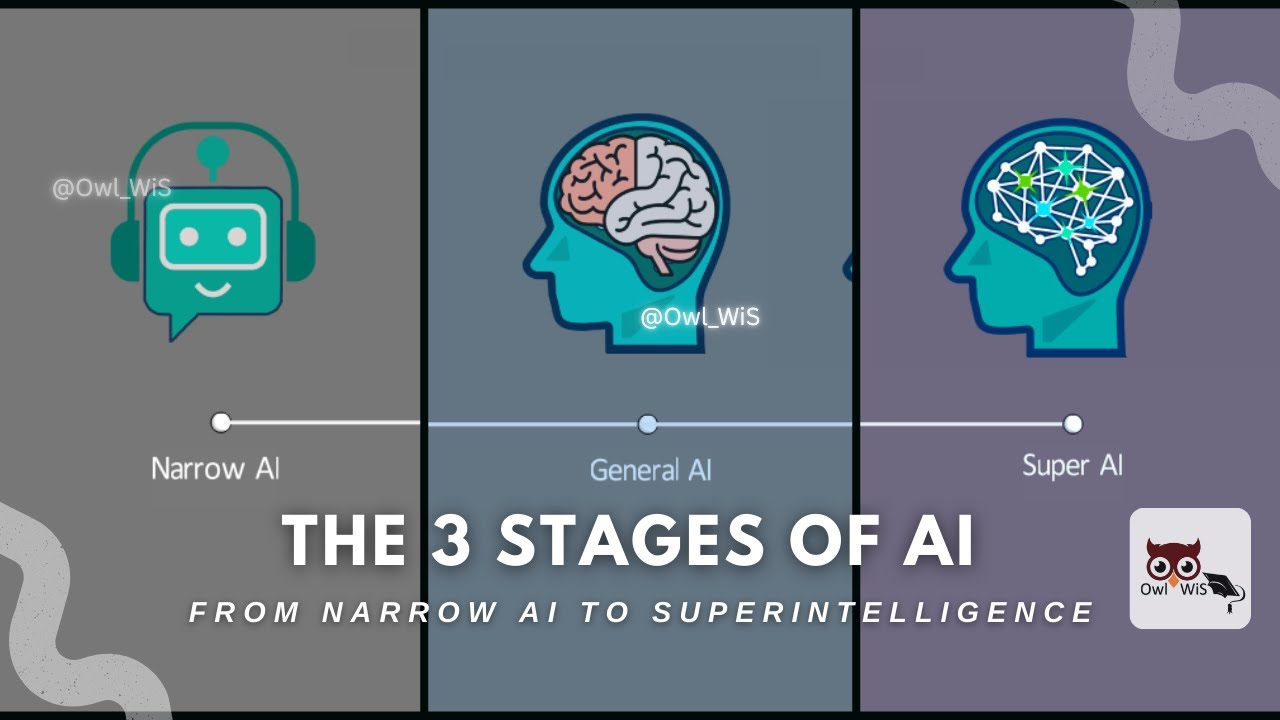 @Owl_WiS
@Owl_WiS
Narrow AI
General AI
Super AI
THE 3 STAGES OF AI
FROM NARROW AI TO SUPERINTELLIGENCE
Owl WiS